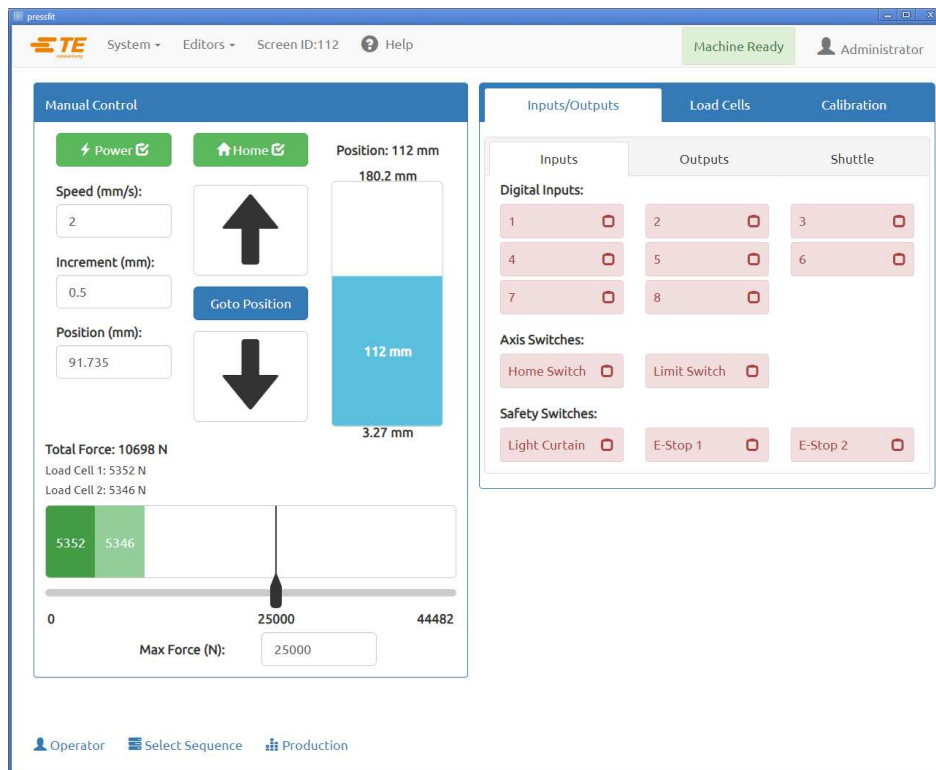 pressfit
TE
connectivity
System
Editors
Screen ID:112
Help
Machine Ready
Administrator
Manual Control
Power
Home
Position: 112 mm
180.2 mm
Speed (mm/s):
2
Increment (mm):
0.5
Goto Position
Position (mm):
91.735
112 mm
3.27 mm
Total Force: 10698 N
Load Cell 1: 5352 N
Load Cell 2: 5346 N
5352 5346
0 25000 44482
Max Force (N): 25000
Inputs/Outputs Load Cells Calibration
Inputs Outputs Shuttle
Digital Inputs:
1 2 3
4 5 6
7 8
Axis Switches:
Home Switch Limit Switch
Safety Switches:
Light Curtain E-Stop 1 E-Stop 2
Operator Select Sequence Production